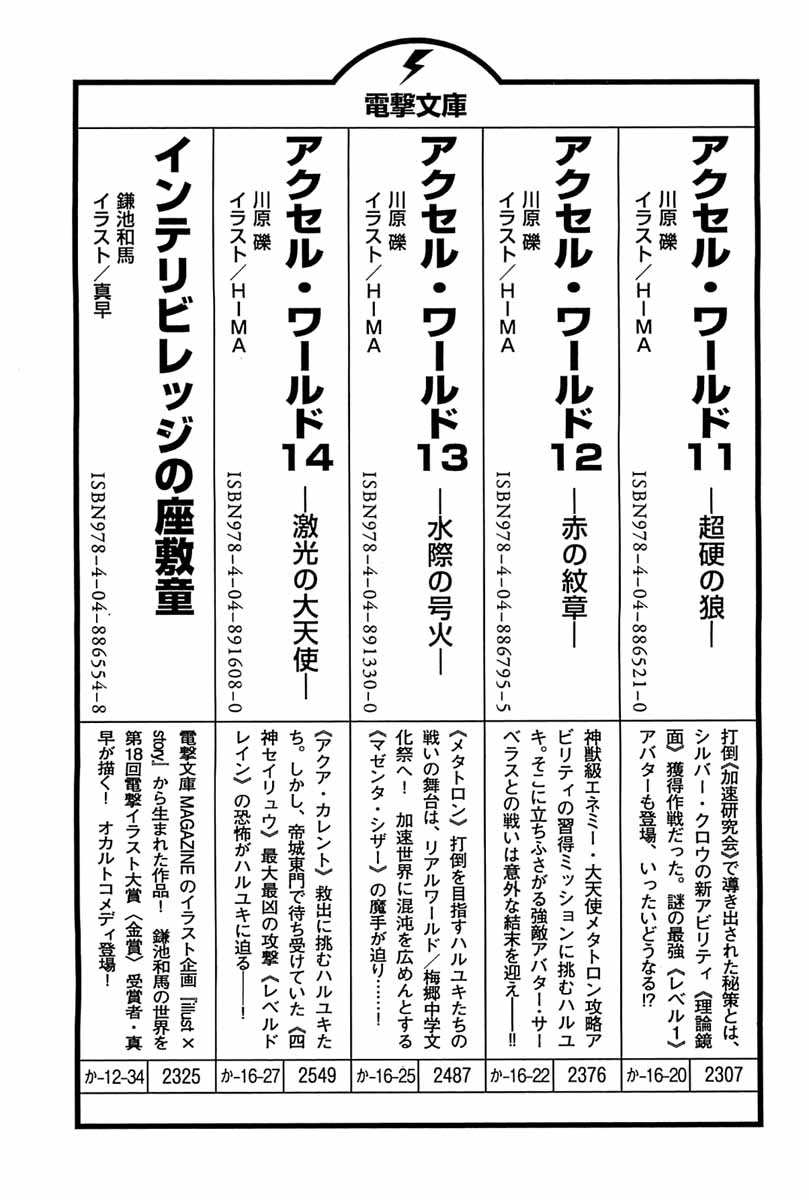 電撃文庫
アクセル・ワールド11 ―超硬の狼―
川原 礫
イラスト/HIMA
ISBN978-4-04-886521-0
打倒《加速研究会》で導き出された秘策とは、
シルバー・クロウの新アビリティ《理論鏡
面》獲得作戦だった。謎の最強《レベル1》
アバターも登場、いったいどうなる!?
か-16-20
2307
アクセル・ワールド12 ―赤の紋章―
川原 礫
イラスト/HIMA
ISBN978-4-04-886795-5
神獣級エネミー・大天使メタトロン攻略ア
ビリティの習得ミッションに挑むハルユ
キ。そこに立ちふさがる強敵アバター・サー
ベラスとの戦いは意外な結末を迎え――!!
か-16-22
2376
アクセル・ワールド13 ―水際の号火―
川原 礫
イラスト/HIMA
ISBN978-4-04-891330-0
《メタトロン》打倒を目指すハルユキたちの
戦いの舞台は、リアルワールド/梅郷中学文
化祭へ! 加速世界に混沌を広めんとする
《マゼンタ・シザー》の魔手が迫り……!
か-16-25
2487
アクセル・ワールド14 ―激光の大天使―
川原 礫
イラスト/HIMA
ISBN978-4-04-891608-0
《アクア・カレント》救出に挑むハルユキた
ち。しかし、帝城東門で待ち受けていた《四
神セイリュウ》最大最凶の攻撃《レベルド
レイン》の恐怖がハルユキに迫る――!
か-16-27
2549
インテリビレッジの座敷童
鎌池和馬
イラスト/真早
ISBN978-4-04-886554-8
電撃文庫MAGAZINEのイラスト企画『illust×
story』から生まれた作品! 鎌池和馬の世界を
第18回電撃イラスト大賞〈金賞〉受賞者・真
早が描く! オカルトコメディ登場!
か-12-34
2325